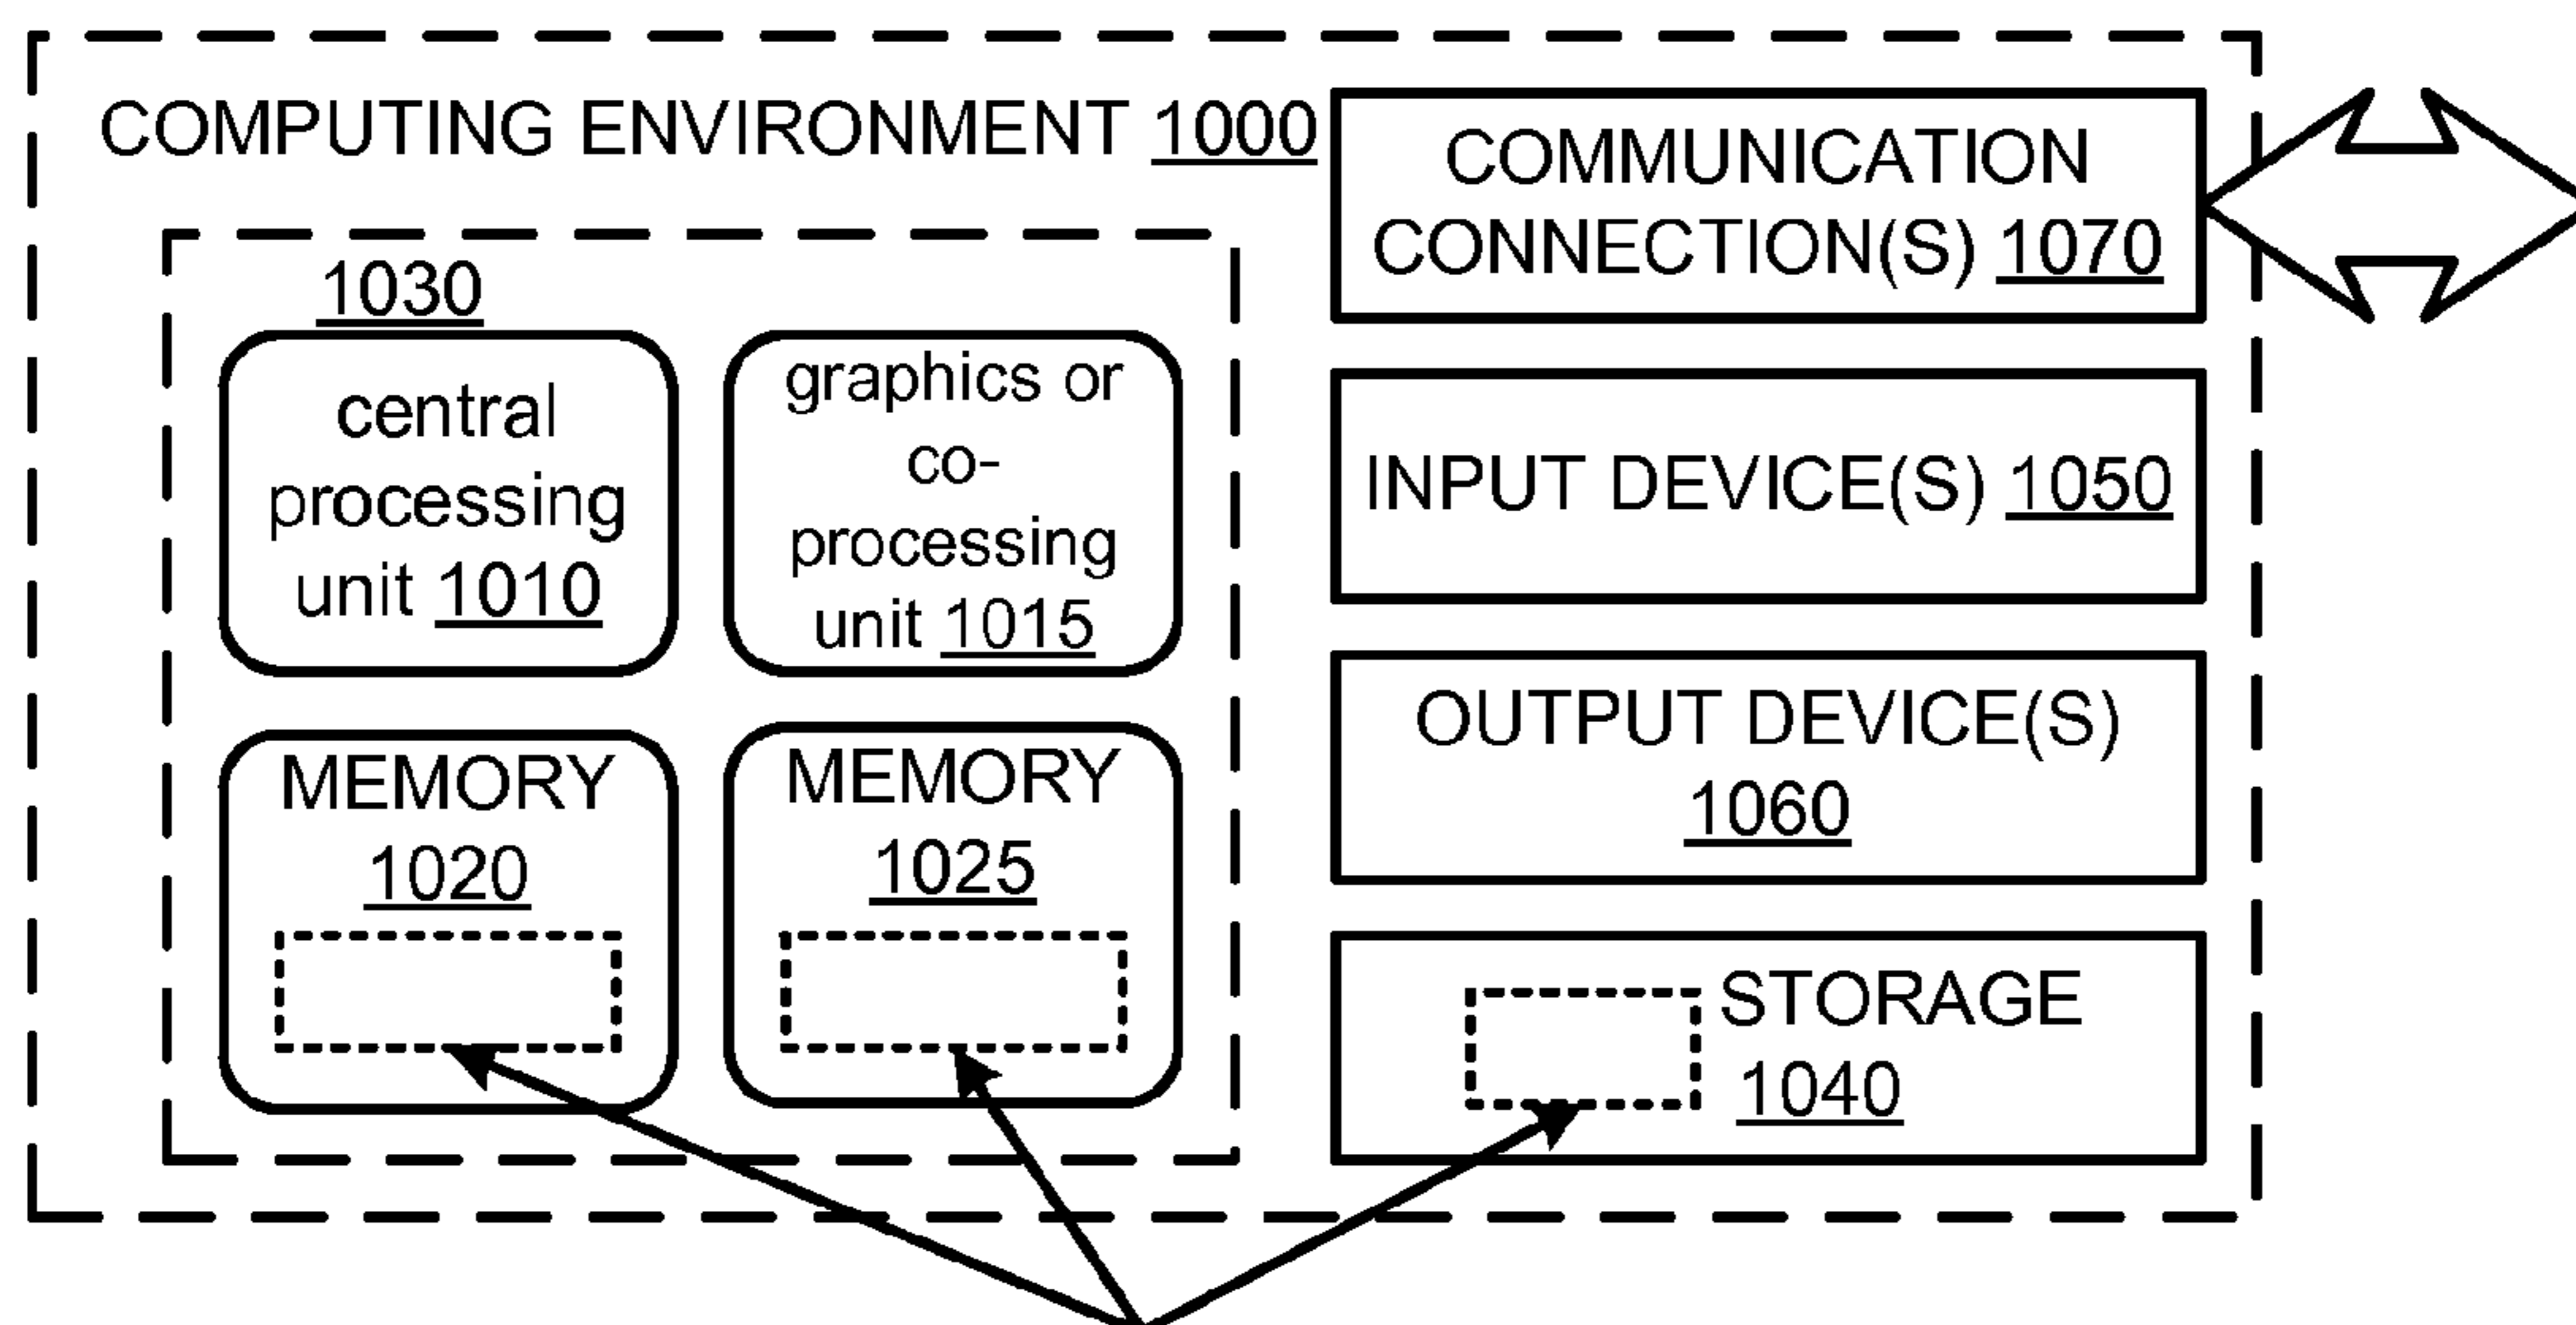 COMPUTING ENVIRONMENT 1000
1030
central
processing
unit 1010
graphics or
co-
processing
unit 1015
MEMORY
1020
MEMORY
1025
COMMUNICATION
CONNECTION(S) 1070
INPUT DEVICE(S) 1050
OUTPUT DEVICE(S)
1060
STORAGE
1040